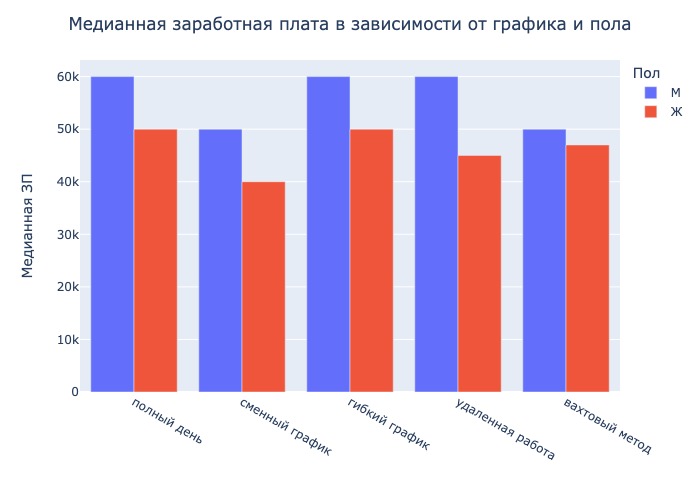 Медианная заработная плата в зависимости от графика и пола
Пол
М
Ж
Медианная ЗП
60k
50k
40k
30k
20k
10k
0
полный день
сменный график
гибкий график
удаленная работа
вахтовый метод